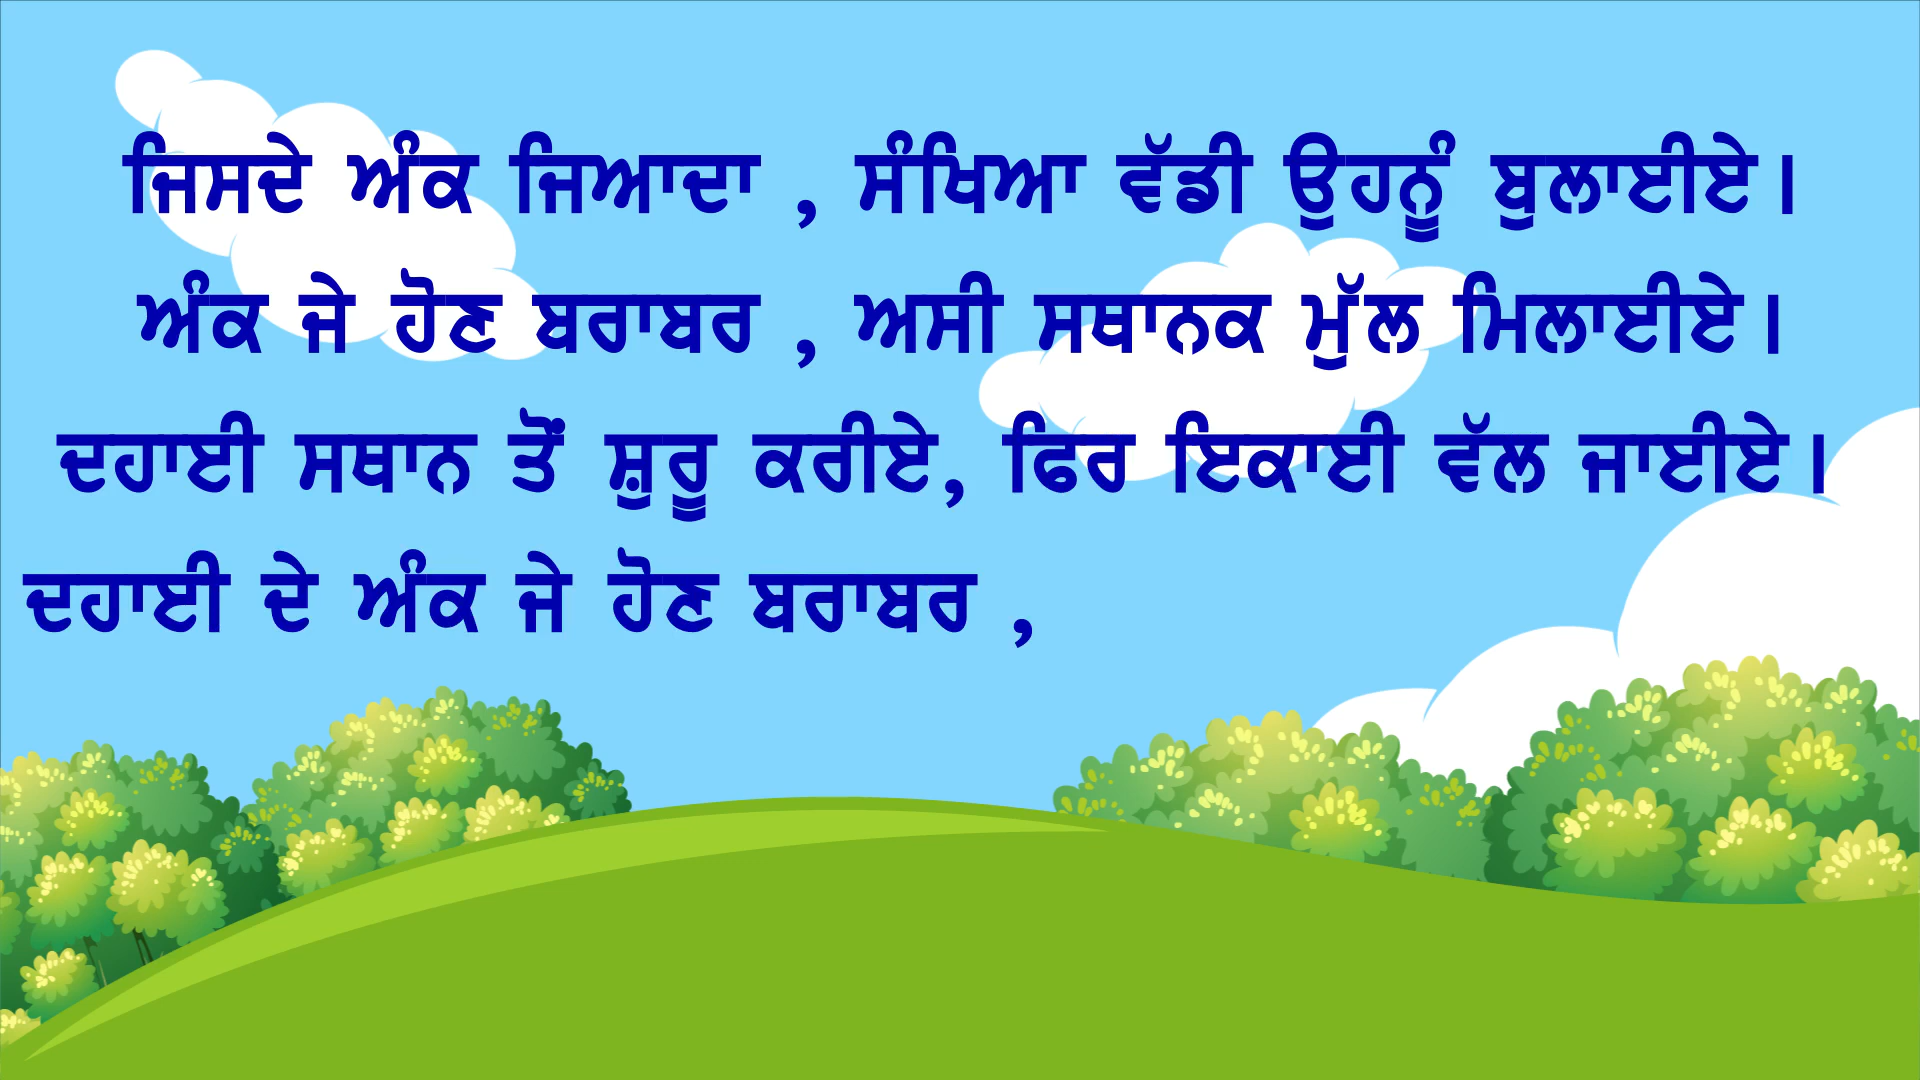 ਜਿਸਦੇ ਅੰਕ ਜਿਆਦਾ , ਸੰਖਿਆ ਵੱਡੀ ਉਹਨੂੰ ਬੁਲਾਈਏ।
ਅੰਕ ਜੇ ਹੋਣ ਬਰਾਬਰ , ਅਸੀ ਸਥਾਨਕ ਮੁੱਲ ਮਿਲਾਈਏ।
ਦਹਾਈ ਸਥਾਨ ਤੋਂ ਸ਼ੁਰੂ ਕਰੀਏ, ਫਿਰ ਇਕਾਈ ਵੱਲ ਜਾਈਏ।
ਦਹਾਈ ਦੇ ਅੰਕ ਜੇ ਹੋਣ ਬਰਾਬਰ ,